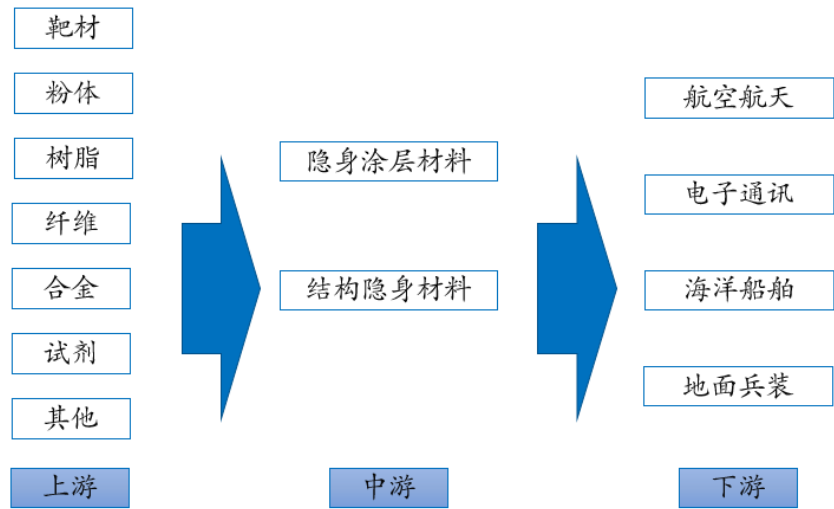 靶材
粉体
树脂
纤维
合金
试剂
其他
上游
隐身涂层材料
结构隐身材料
中游
航空航天
电子通讯
海洋船舶
地面兵装
下游